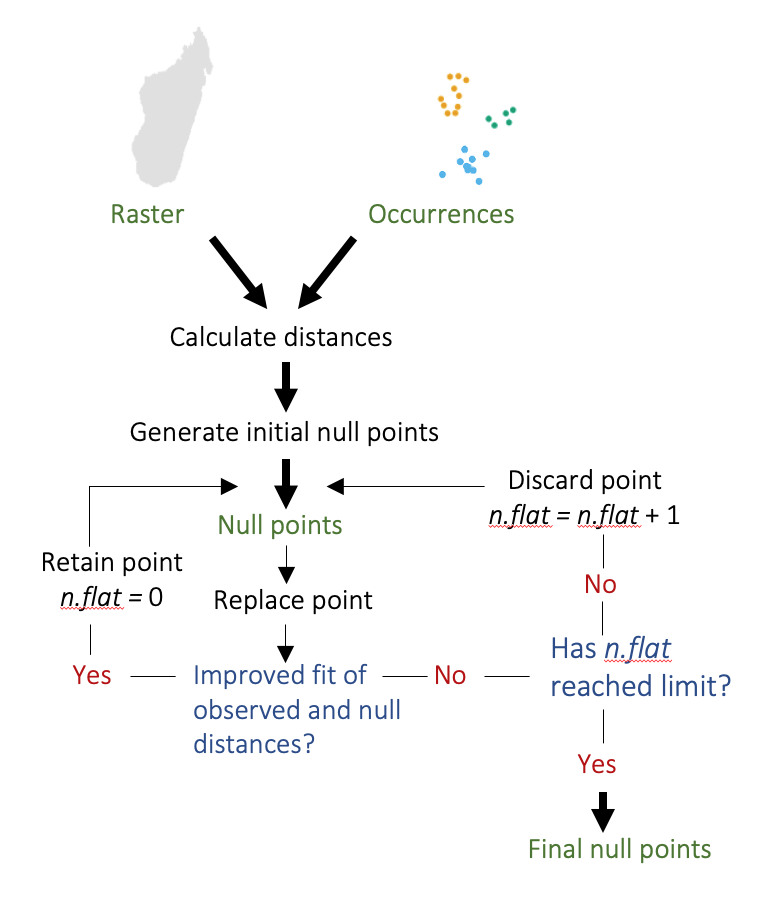 Raster
Occurrences
Calculate distances
Generate initial null points
Discard point
n.flat = n.flat + 1
Null points
Retain point
n.flat = 0
Replace point
No
Has n.flat
reached limit?
Yes
Improved fit of
observed and null
distances?
No
Yes
Final null points